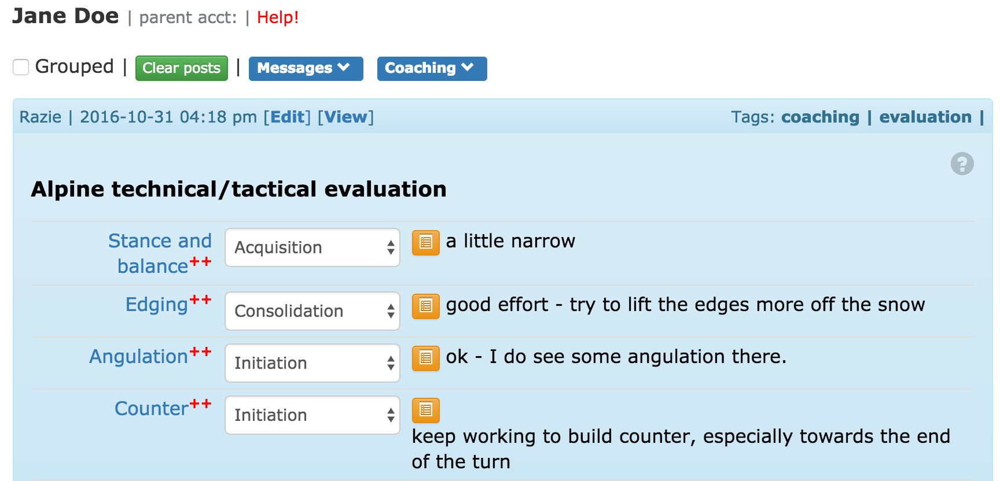 Jane Doe | parent acct: | Help!
Grouped | Clear posts | Messages Coaching
Razie | 2016-10-31 04:18 pm [Edit] [View] Tags: coaching | evaluation |
?
Alpine technical/tactical evaluation
Stance and balance++ Acquisition a little narrow
Edging++ Consolidation good effort - try to lift the edges more off the snow
Angulation++ Initiation ok - I do see some angulation there.
Counter++ Initiation
keep working to build counter, especially towards the end
of the turn